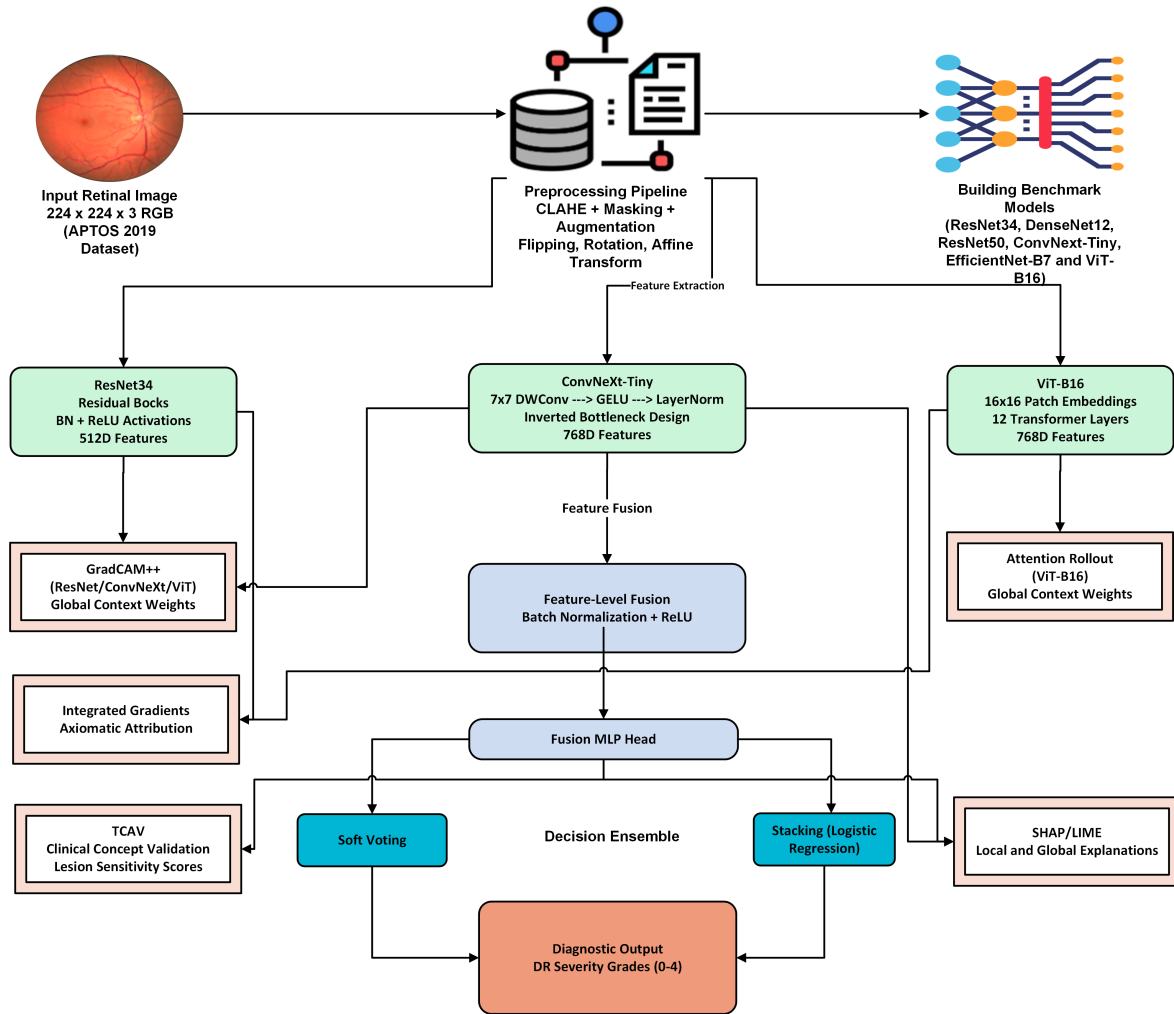 Input Retinal Image
224 x 224 x 3 RGB
(APTOS 2019
Dataset)
Preprocessing Pipeline
CLAHE + Masking +
Augmentation
Flipping, Rotation, Affine
Transform
Building Benchmark
Models
(ResNet34, DenseNet12,
ResNet50, ConvNext-Tiny,
EfficientNet-B7 and ViT-
B16)
Feature Extraction
ResNet34
Residual Bocks
BN + ReLU Activations
512D Features
ConvNeXt-Tiny
7x7 DWConv ---> GELU ---> LayerNorm
Inverted Bottleneck Design
768D Features
ViT-B16
16x16 Patch Embeddings
12 Transformer Layers
768D Features
Feature Fusion
GradCAM++
(ResNet/ConvNeXt/ViT)
Global Context Weights
Attention Rollout
(ViT-B16)
Global Context Weights
Feature-Level Fusion
Batch Normalization + ReLU
Integrated Gradients
Axiomatic Attribution
Fusion MLP Head
TCAV
Clinical Concept Validation
Lesion Sensitivity Scores
Soft Voting
Decision Ensemble
Stacking (Logistic
Regression)
SHAP/LIME
Local and Global Explanations
Diagnostic Output
DR Severity Grades (0-4)